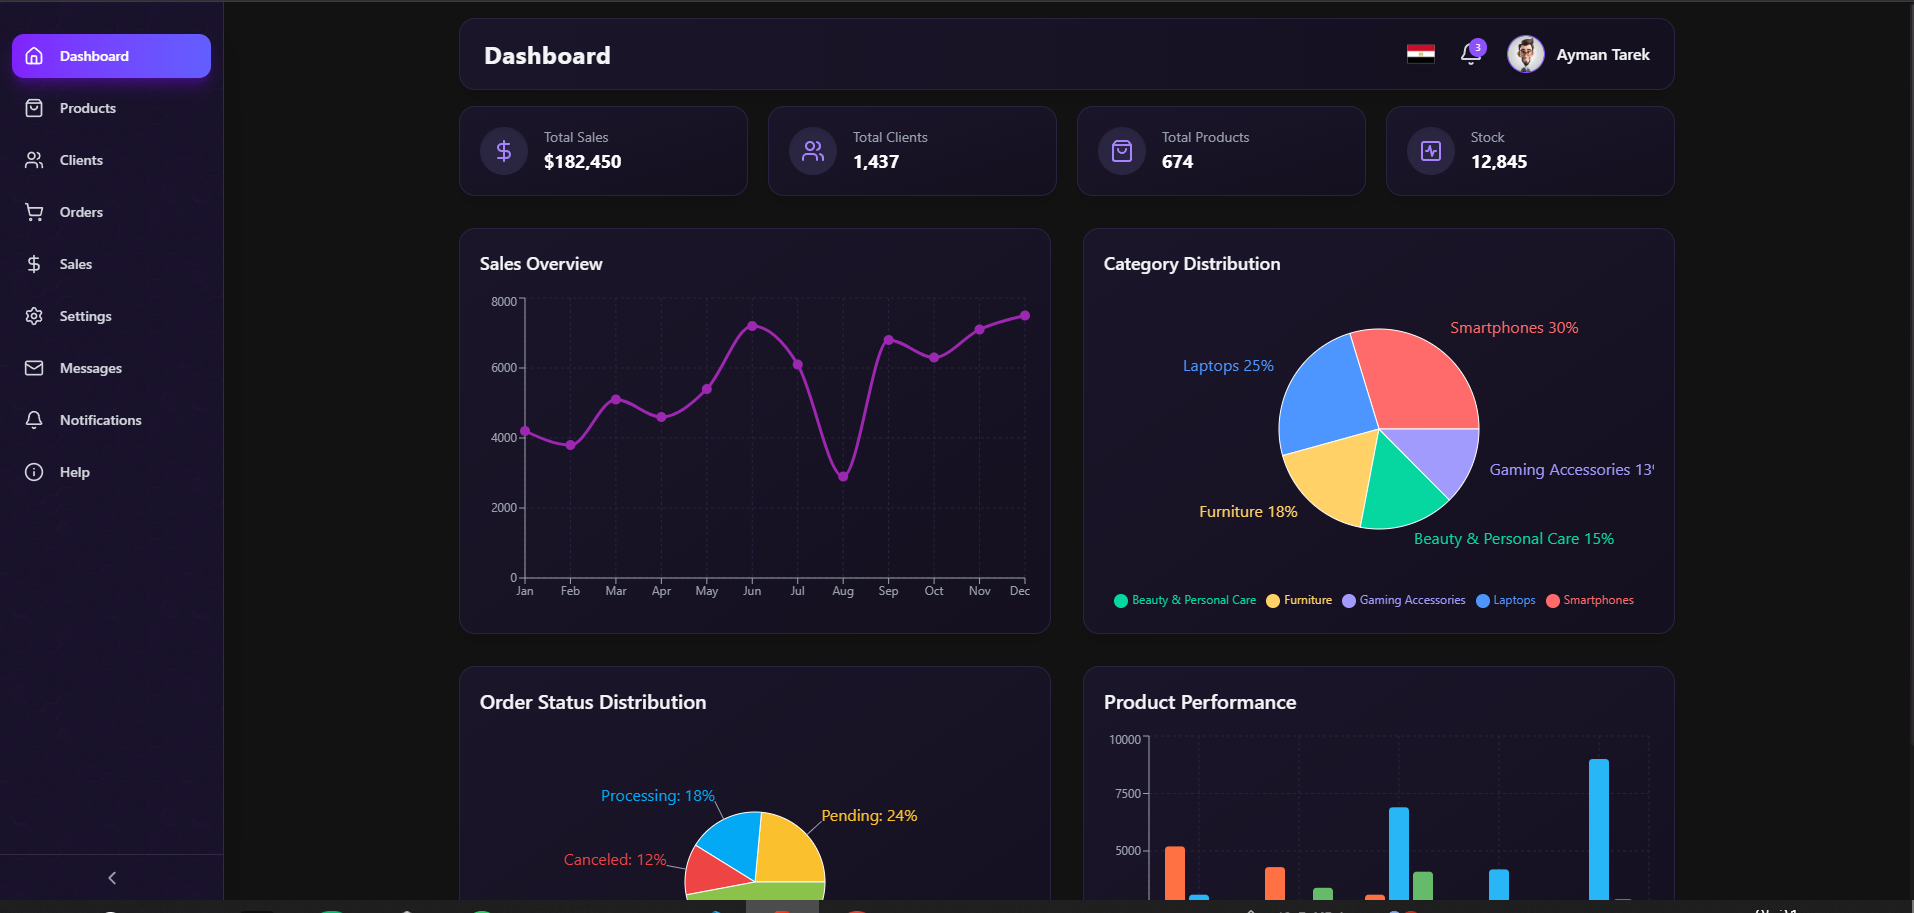 Dashboard
Products
Clients
Orders
Sales
Settings
Messages
Notifications
Help
Dashboard
3
Ayman Tarek
Total Sales
$182,450
Total Clients
1,437
Total Products
674
Stock
12,845
Sales Overview
8000
6000
4000
2000
0
Jan Feb Mar Apr May Jun Jul Aug Sep Oct Nov Dec
Category Distribution
Smartphones 30%
Laptops 25%
Gaming Accessories 13
Furniture 18%
Beauty & Personal Care 15%
Beauty & Personal Care Furniture Gaming Accessories Laptops Smartphones
Order Status Distribution
Processing: 18%
Pending: 24%
Canceled: 12%
Product Performance
10000
7500
5000